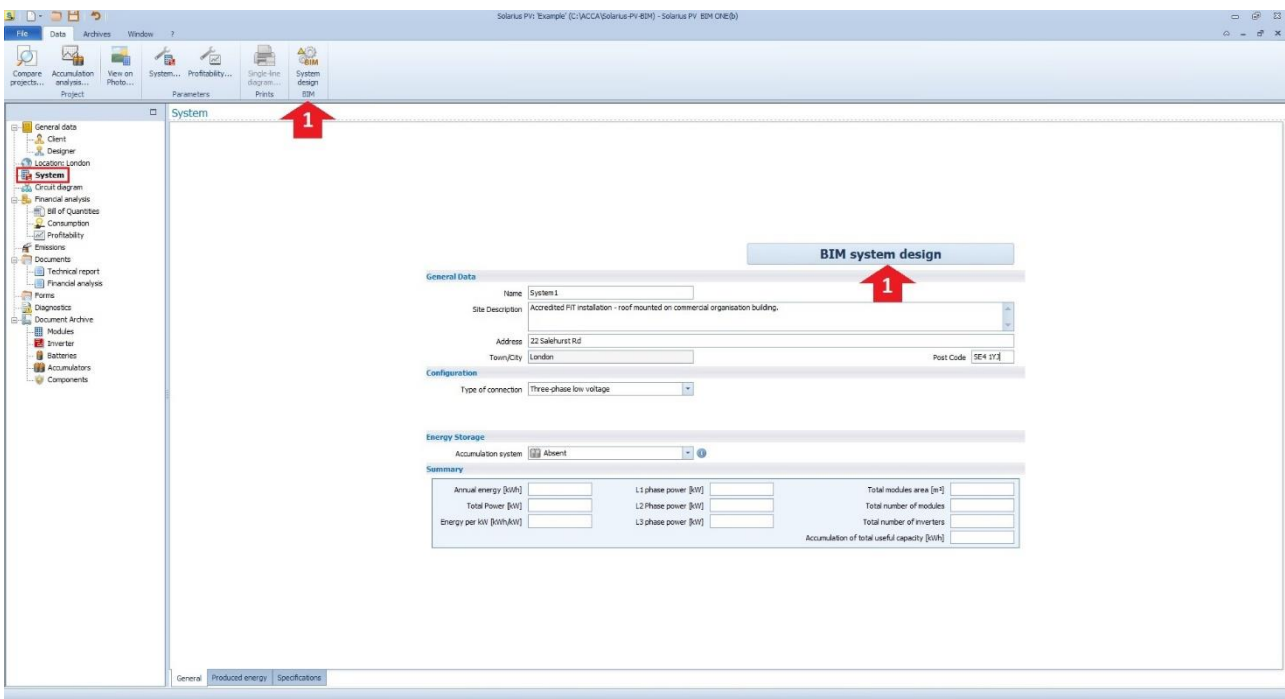 Solarius PV: 'Example' (C:\ACCA\Solarius-PV-BIM) - Solarius PV BIM ONE(b)
File Data Archives Window ?
Compare projects... Accumulation analysis... View on Photo... System... Profitability... Single-line diagram... System design
Project Parameters Prints BIM
1
System
General data
Client
Designer
Location: London
System
Circuit diagram
Financial analysis
Bill of Quantities
Consumption
Profitability
Emissions
Documents
Technical report
Financial analysis
Forms
Diagnostics
Document Archive
Modules
Inverter
Batteries
Accumulators
Components
BIM system design
1
General Data
Name System 1
Site Description Accredited FIT installation - roof mounted on commercial organisation building.
Address 22 Salehurst Rd
Town/City London Post Code SE4 1YJ
Configuration
Type of connection Three-phase low voltage
Energy Storage
Accumulation system Absent
Summary
Annual energy [kWh] L1 phase power [kW] Total modules area [m²]
Total Power [kW] L2 Phase power [kW] Total number of modules
Energy per kW [kWh/kW] L3 phase power [kW] Total number of inverters
Accumulation of total useful capacity [kWh]
General Produced energy Specifications